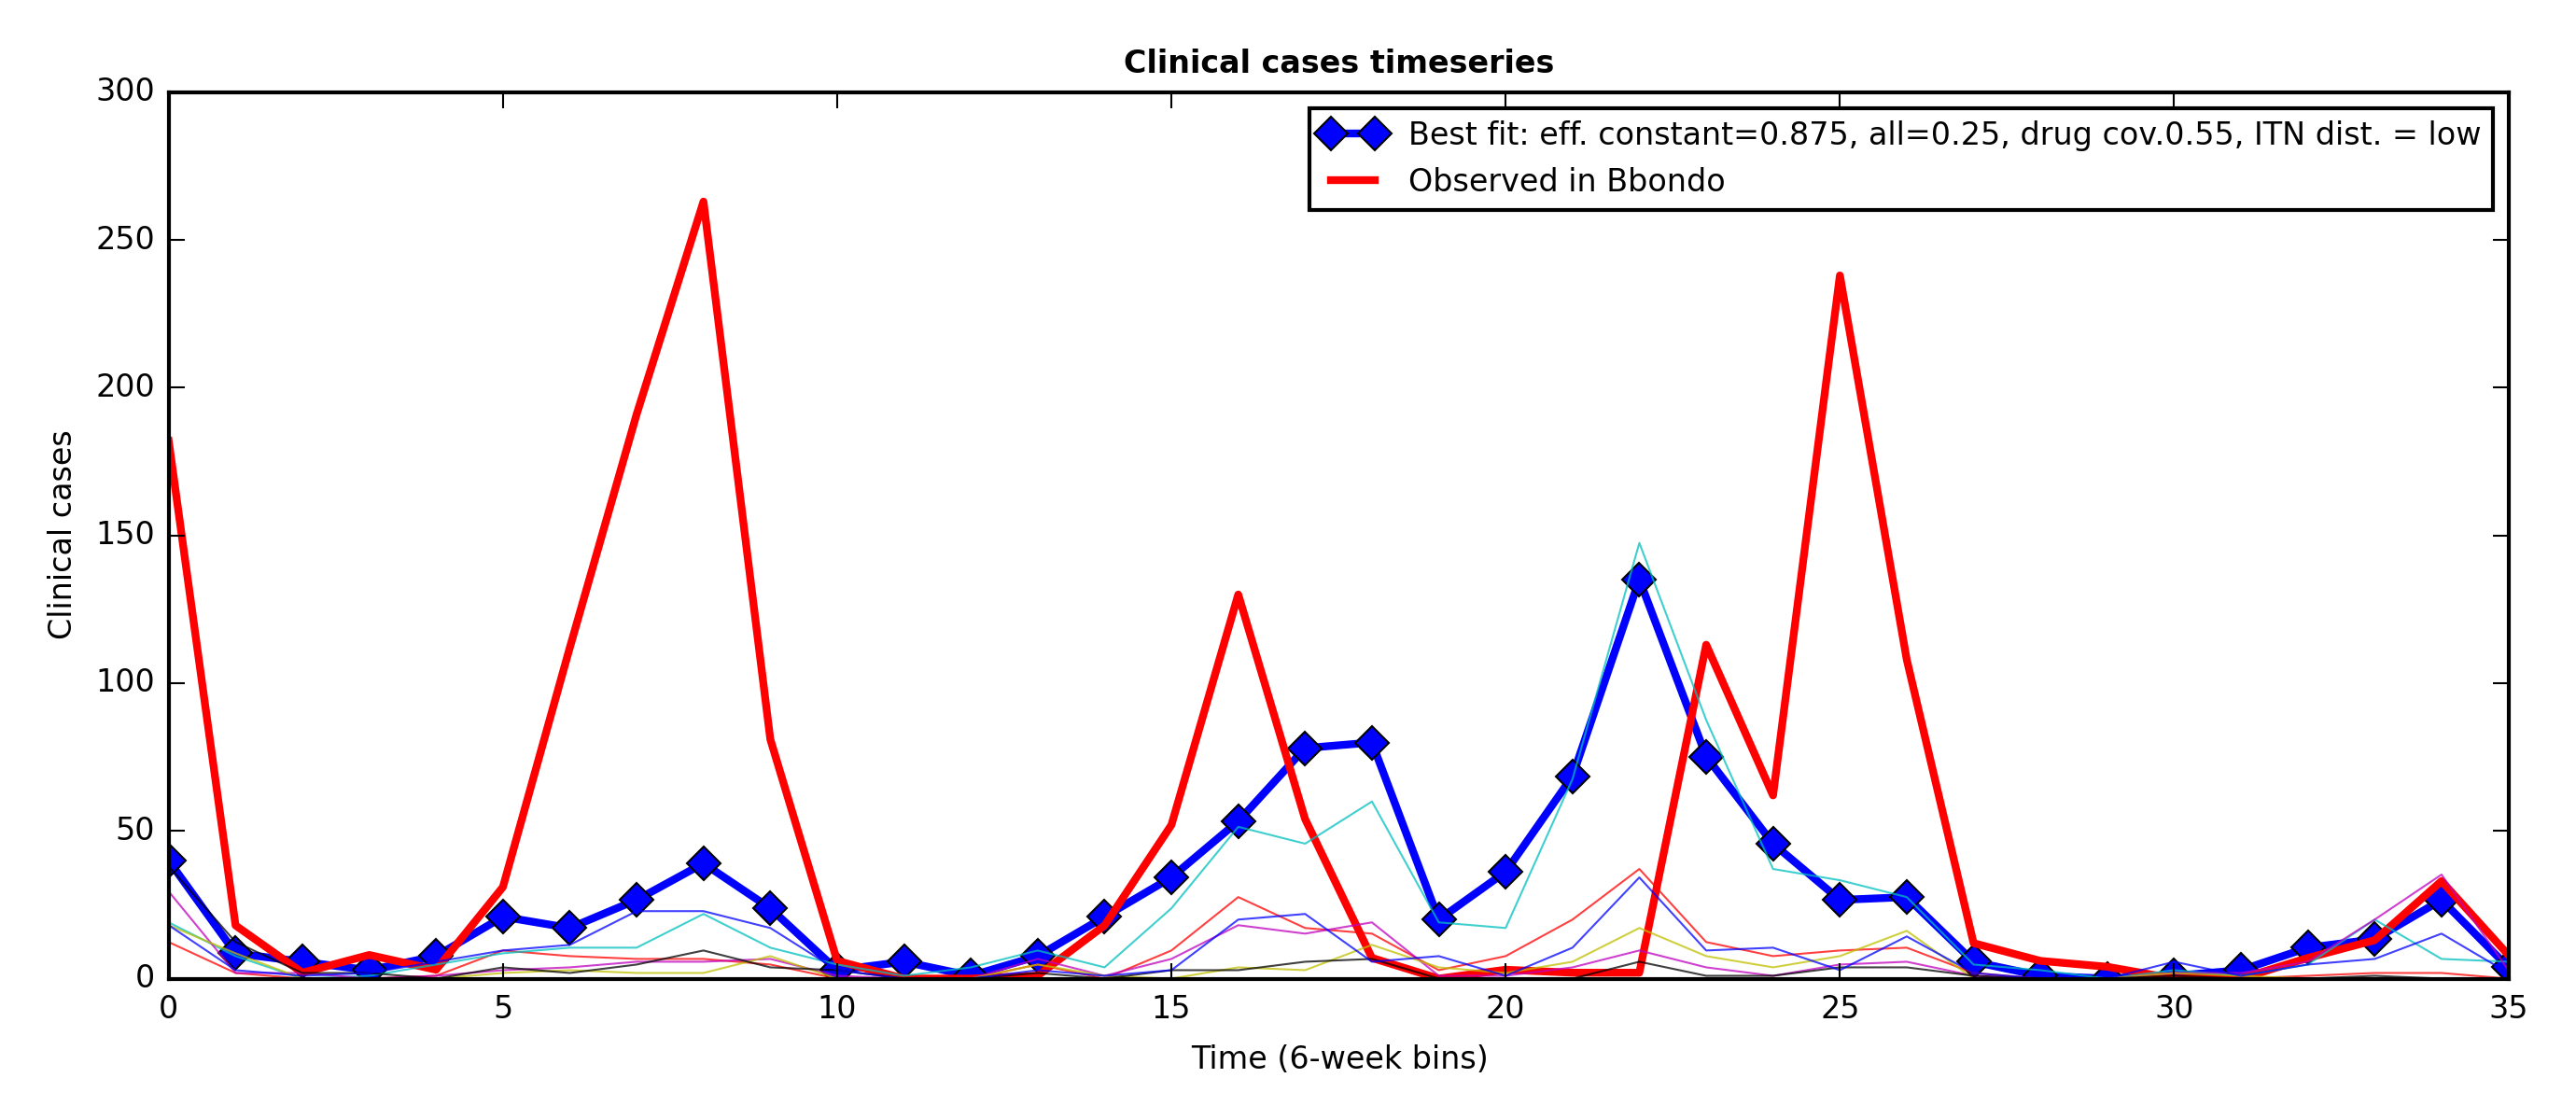 Clinical cases timeseries
300
250
200
150
100
50
0
Clinical cases
Best fit: eff. constant=0.875, all=0.25, drug cov.0.55, ITN dist. = low
Observed in Bbondo
0 5 10 15 20 25 30 35
Time (6-week bins)